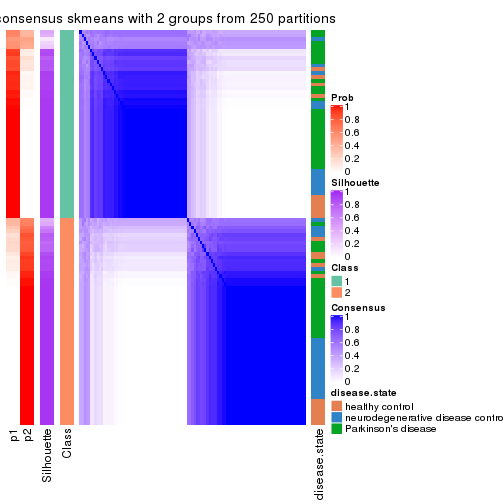 consensus skmeans with 2 groups from 250 partitions
Prob
1
0.8
0.6
0.4
0.2
0
Silhouette
1
0.8
0.6
0.4
0.2
0
Class
1
2
Consensus
1
0.8
0.6
0.4
0.2
0
disease.state
healthy control
neurodegenerative disease contro
Parkinson's disease
p1
p2
Silhouette
Class
disease.state